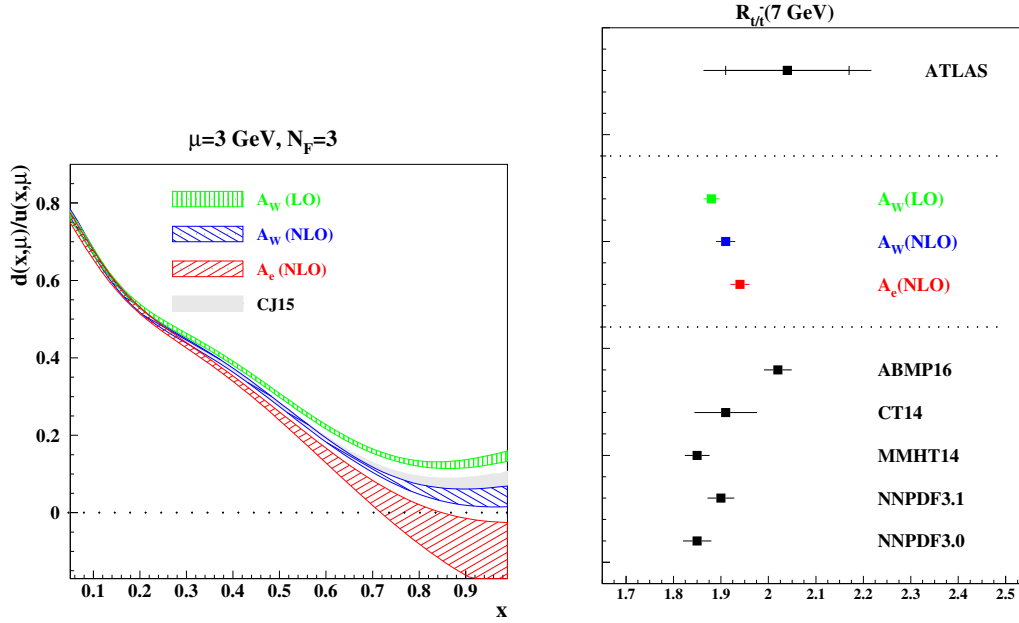 μ=3 GeV, N_F=3
d(x,μ)/u(x,μ)
0.8
0.6
0.4
0.2
0
A_W (LO)
A_W (NLO)
A_e (NLO)
CJ15
0.1 0.2 0.3 0.4 0.5 0.6 0.7 0.8 0.9
x
R_{t/t̄}(7 GeV)
ATLAS
A_W(LO)
A_W(NLO)
A_e(NLO)
ABMP16
CT14
MMHT14
NNPDF3.1
NNPDF3.0
1.7 1.8 1.9 2 2.1 2.2 2.3 2.4 2.5